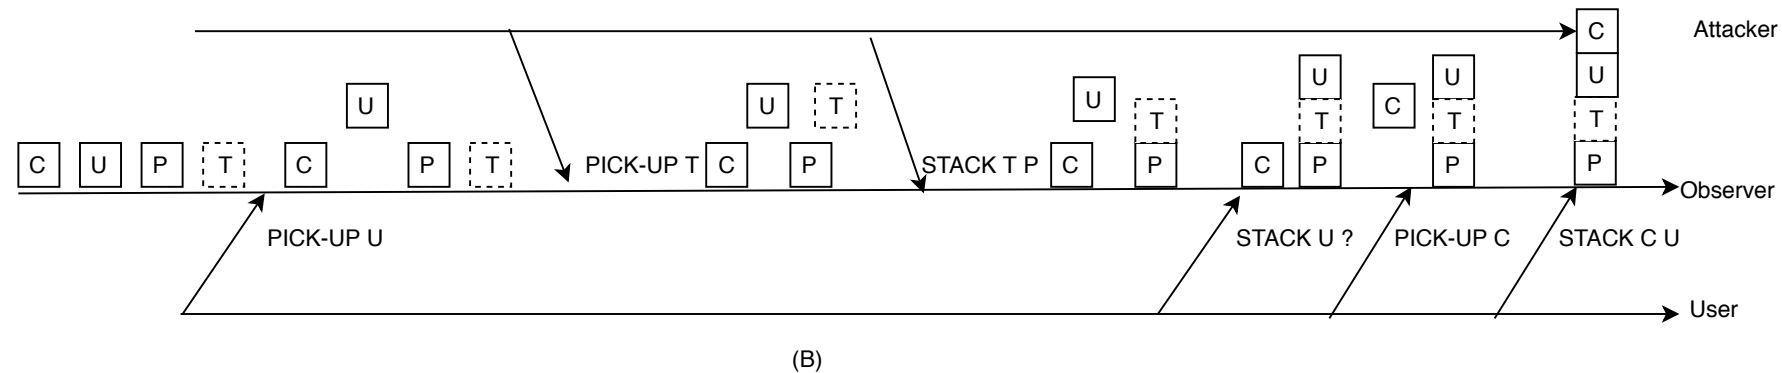 C
Attacker
U
U
U
C
U
U
T
U
T
T
T
T
C
U
P
T
C
P
T
PICK-UP T
C
P
STACK T P
C
P
C
P
P
P
Observer
PICK-UP U
STACK U ?
PICK-UP C
STACK C U
User
(B)